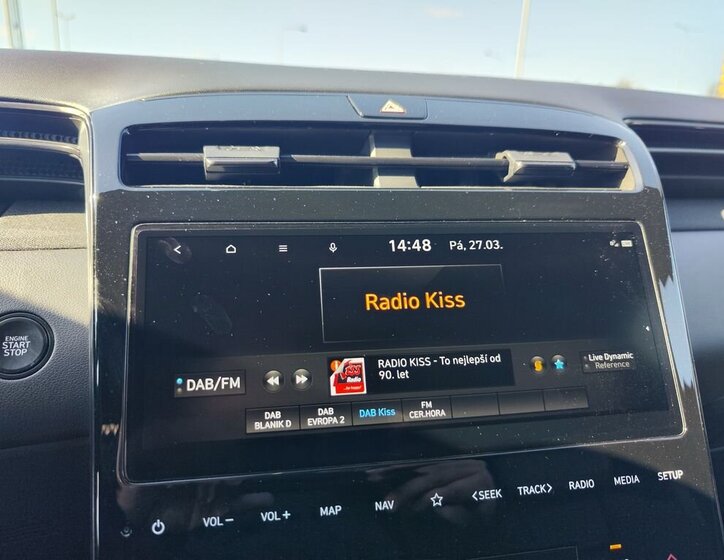 14:48 Pá, 27.03.
Radio Kiss
ENGINE
START
STOP
DAB/FM
KISS
Radio
RADIO KISS - To nejlepší od
90. let
Live Dynamic
Reference
DAB
BLANIK D
DAB
EVROPA 2
DAB Kiss
FM
CER.HORA
VOL− VOL+ MAP NAV <SEEK TRACK> RADIO MEDIA SETUP